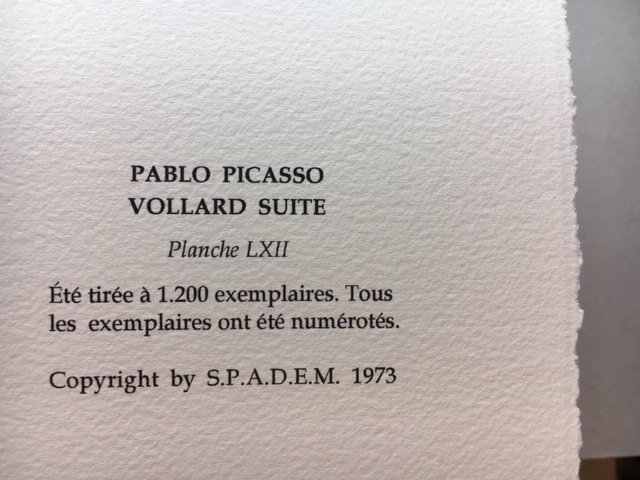 PABLO PICASSO
VOLLARD SUITE
Planche LXII
Été tirée à 1.200 exemplaires. Tous
les exemplaires ont été numérotés.
Copyright by S.P.A.D.E.M. 1973